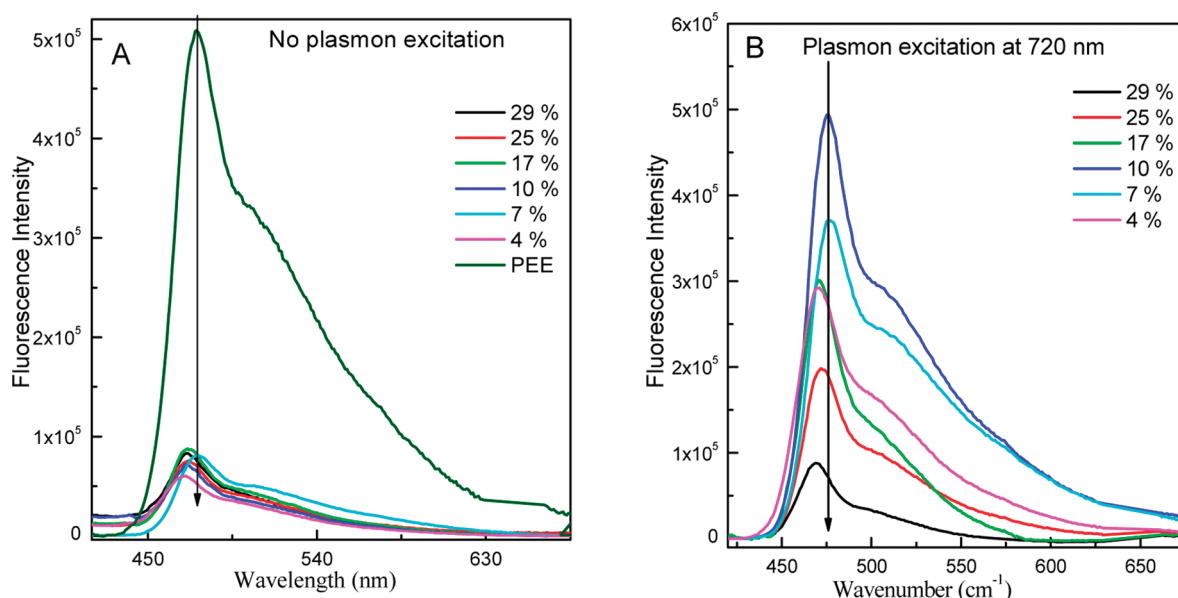 A
No plasmon excitation
5x10⁵
4x10⁵
3x10⁵
2x10⁵
1x10⁵
0
Fluorescence Intensity
29 %
25 %
17 %
10 %
7 %
4 %
PEE
450
540
630
Wavelength (nm)
B
Plasmon excitation at 720 nm
6x10⁵
5x10⁵
4x10⁵
3x10⁵
2x10⁵
1x10⁵
0
Fluorescence Intensity
29 %
25 %
17 %
10 %
7 %
4 %
450
500
550
600
650
Wavenumber (cm⁻¹)